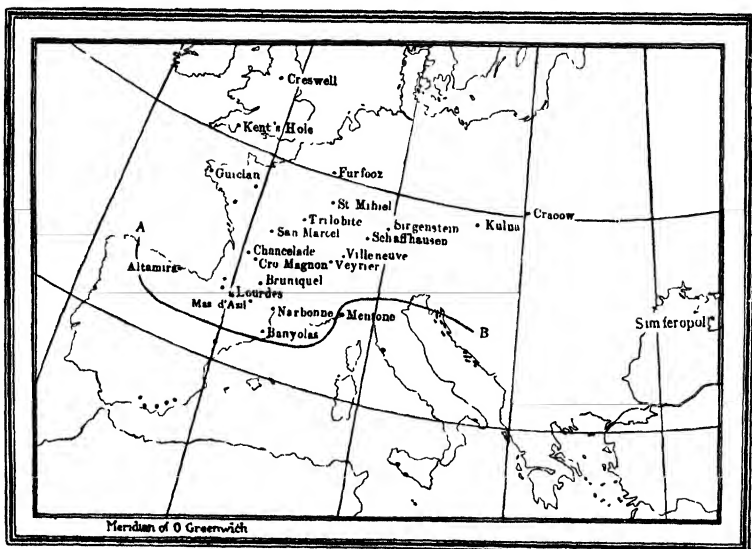 Creswell
Kent's Hole
Guiclan
Furfooz
St Mihiel
Trilobite
San Marcel
Birgenstein
Schaffhausen
Kulna
Cracow
A
Chancelade
Cro Magnon
Villeneuve
Veyrier
Altamira
Bruniquel
Lourdes
Mas d'Azil
Narbonne
Mentone
Banyolas
B
Simferopol
Meridian of 0 Greenwich